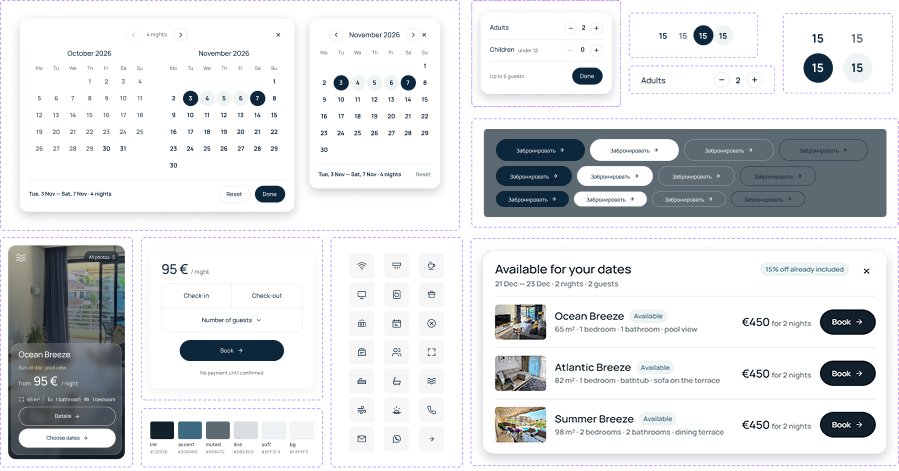 4 nights
October 2026
November 2026
Mo Tu We Th Fr Sa Su
1 2 3 4
5 6 7 8 9 10 11
12 13 14 15 16 17 18
19 20 21 22 23 24 25
26 27 28 29 30 31
Mo Tu We Th Fr Sa Su
1
2 3 4 5 6 7 8
9 10 11 12 13 14 15
16 17 18 19 20 21 22
23 24 25 26 27 28 29
30
Tue, 3 Nov — Sat, 7 Nov · 4 nights
Reset
Done
November 2026
Mo Tu We Th Fr Sa Su
1
2 3 4 5 6 7 8
9 10 11 12 13 14 15
16 17 18 19 20 21 22
23 24 25 26 27 28 29
30
Tue, 3 Nov — Sat, 7 Nov · 4 nights
Reset
Adults − 2 +
Children under 12 − 0 +
Up to 6 guests
Done
15 15 15 15
Adults − 2 +
15 15
15 15
Забронировать → Забронировать → Забронировать → Забронировать →
Забронировать → Забронировать → Забронировать → Забронировать →
Забронировать → Забронировать → Забронировать → Забронировать →
All photos · 5
Ocean Breeze
Sun all day · pool view
from 95 € / night
65 m² 1 bedroom
Details →
Choose dates →
95 € / night
Check-in
Check-out
Number of guests
Book →
No payment until confirmed
ink accent muted line soft bg
Available for your dates
21 Dec — 23 Dec · 2 nights · 2 guests
15% off already included
Ocean Breeze Available
65 m² · 1 bedroom · 1 bathroom · pool view
€450 for 2 nights
Book →
Atlantic Breeze Available
82 m² · 1 bedroom · bathtub · sofa on the terrace
€450 for 2 nights
Book →
Summer Breeze Available
98 m² · 2 bedrooms · 2 bathrooms · dining terrace
€450 for 2 nights
Book →